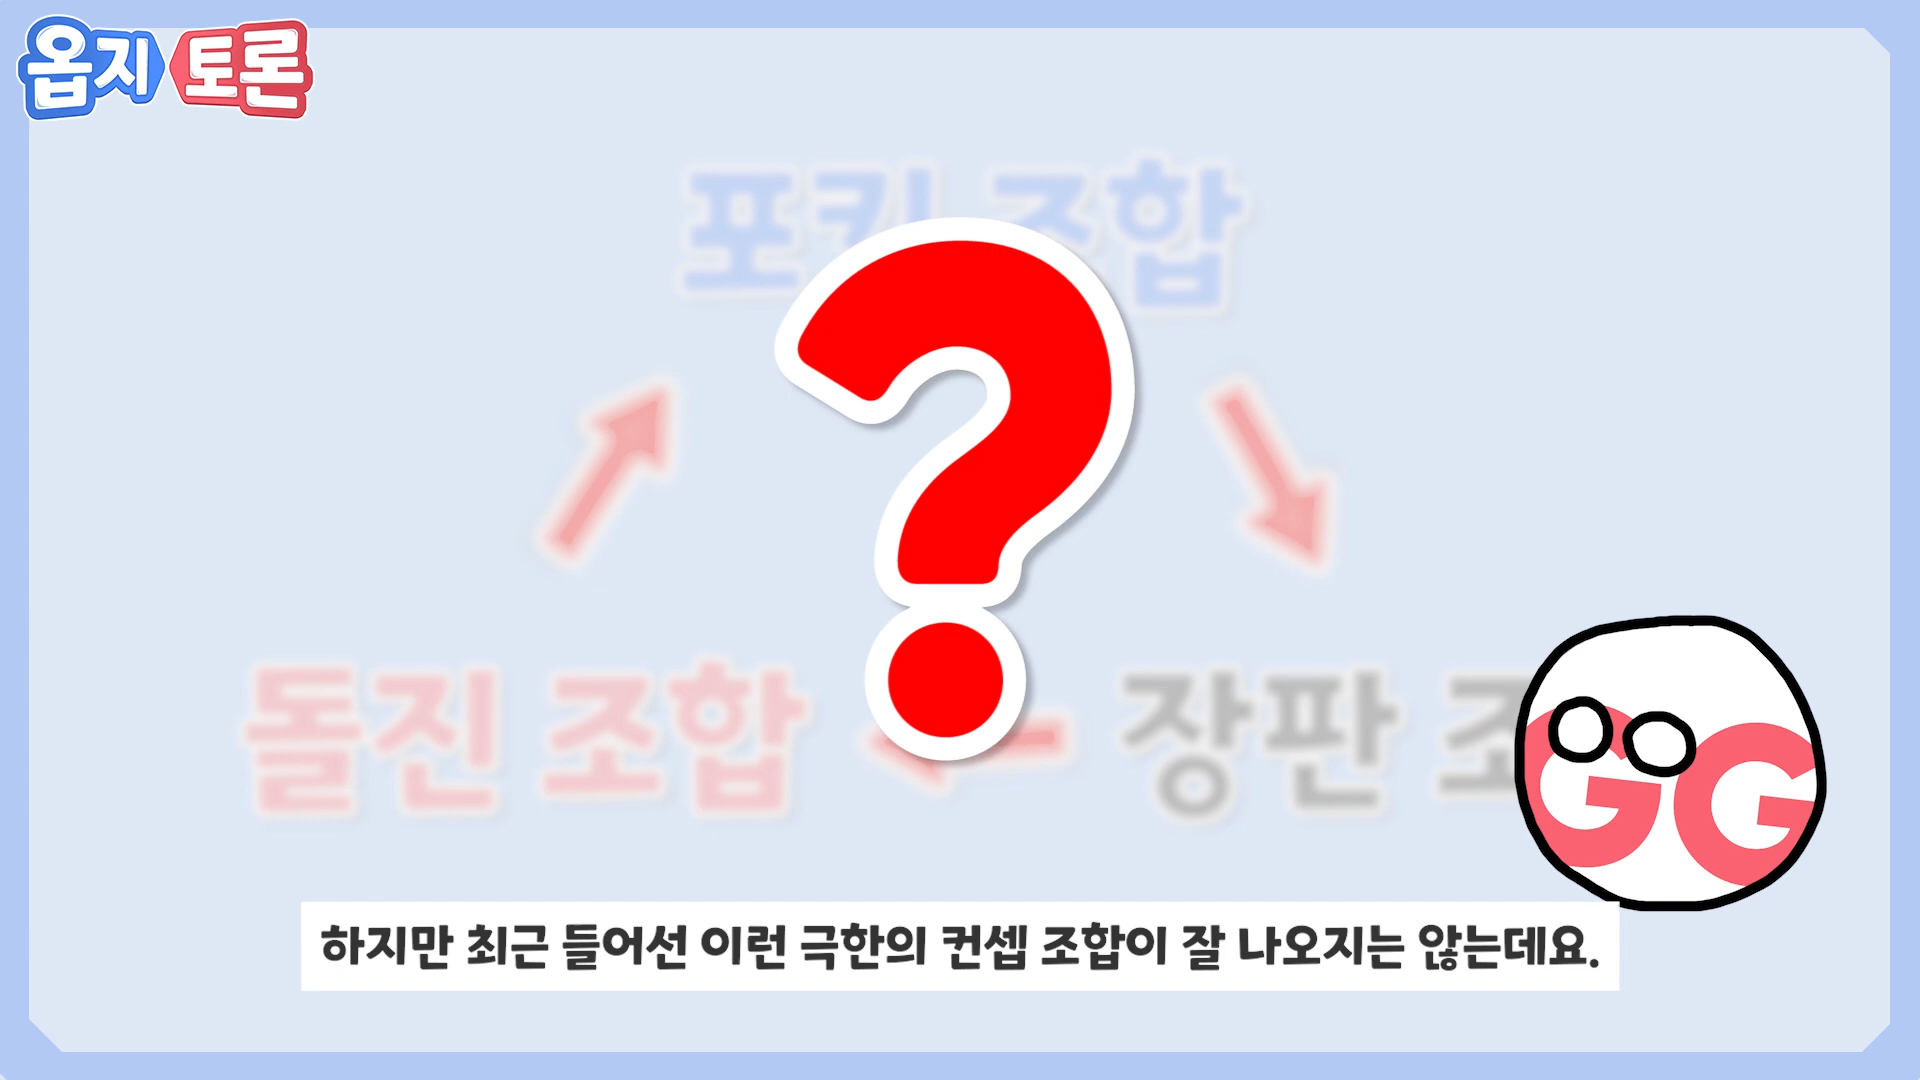 옵지 토론
포킹 조합
?
돌진 조합
장판 조
GG
하지만 최근 들어선 이런 극한의 컨셉 조합이 잘 나오지는 않는데요.